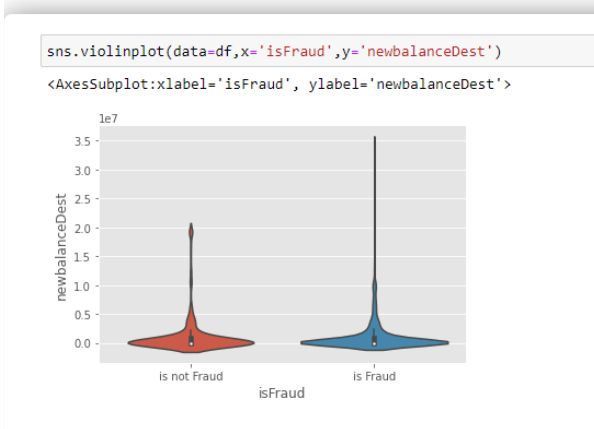 sns.violinplot(data=df,x='isFraud',y='newbalanceDest')
<AxesSubplot:xlabel='isFraud', ylabel='newbalanceDest'>
1e7
3.5
3.0
2.5
2.0
1.5
1.0
0.5
0.0
newbalanceDest
is not Fraud is Fraud
isFraud